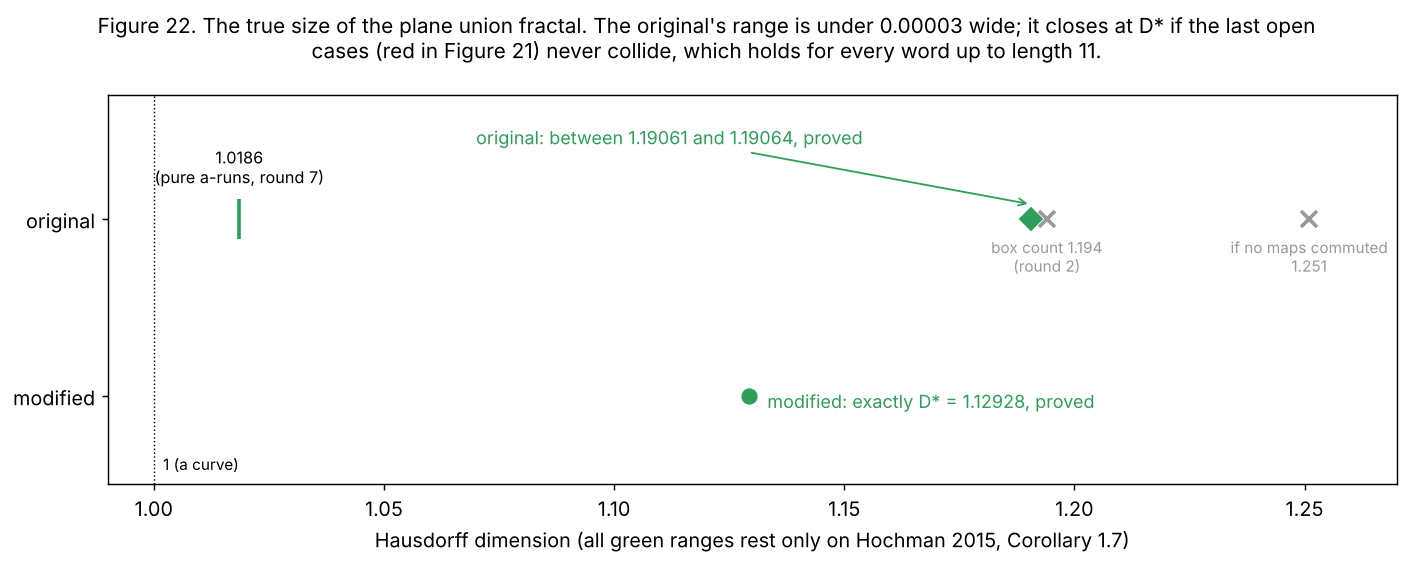 Figure 22. The true size of the plane union fractal. The original's range is under 0.00003 wide; it closes at D* if the last open
cases (red in Figure 21) never collide, which holds for every word up to length 11.
original: between 1.19061 and 1.19064, proved
1.0186
(pure a-runs, round 7)
original
box count 1.194
(round 2)
if no maps commuted
1.251
modified
modified: exactly D* = 1.12928, proved
1 (a curve)
1.00 1.05 1.10 1.15 1.20 1.25
Hausdorff dimension (all green ranges rest only on Hochman 2015, Corollary 1.7)